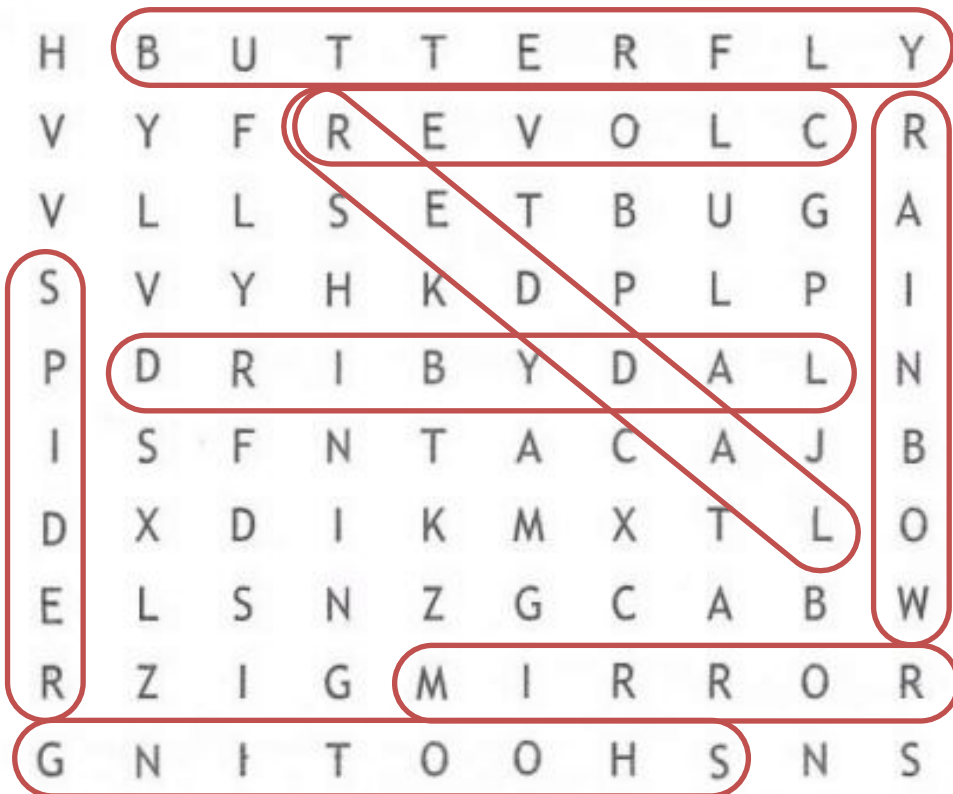 H B U T T E R F L Y
V Y F R E V O L C R
V L L S E T B U G A
S V Y H K D P L P I
P D R I B Y D A L N
I S F N T A C A J B
D X D I K M X T L O
E L S N Z G C A B W
R Z I G M I R R O R
G N I T O O H S N S